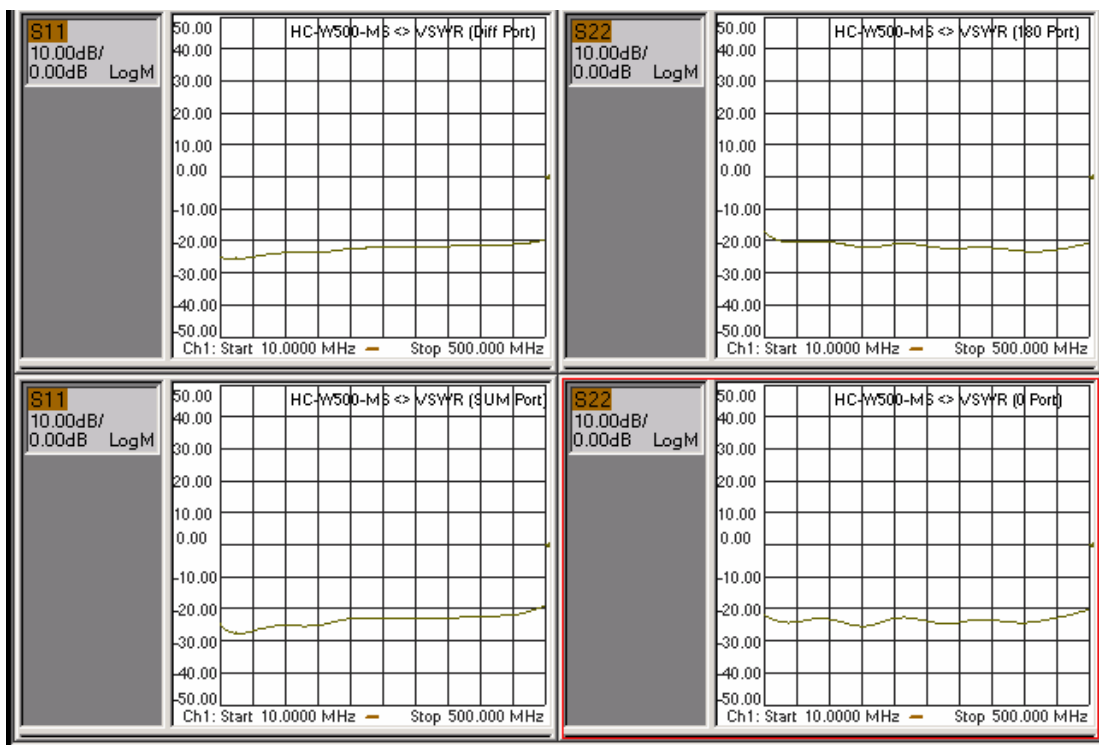 S11
10.00dB/
0.00dB LogM
50.00
40.00
30.00
20.00
10.00
0.00
-10.00
-20.00
-30.00
-40.00
-50.00
HC-W500-MS <> VSWR (Diff Port)
Ch1: Start 10.0000 MHz Stop 500.000 MHz
S22
10.00dB/
0.00dB LogM
50.00
40.00
30.00
20.00
10.00
0.00
-10.00
-20.00
-30.00
-40.00
-50.00
HC-W500-MS <> VSWR (180 Port)
Ch1: Start 10.0000 MHz Stop 500.000 MHz
S11
10.00dB/
0.00dB LogM
50.00
40.00
30.00
20.00
10.00
0.00
-10.00
-20.00
-30.00
-40.00
-50.00
HC-W500-MS <> VSWR (SUM Port)
Ch1: Start 10.0000 MHz Stop 500.000 MHz
S22
10.00dB/
0.00dB LogM
50.00
40.00
30.00
20.00
10.00
0.00
-10.00
-20.00
-30.00
-40.00
-50.00
HC-W500-MS <> VSWR (0 Port)
Ch1: Start 10.0000 MHz Stop 500.000 MHz